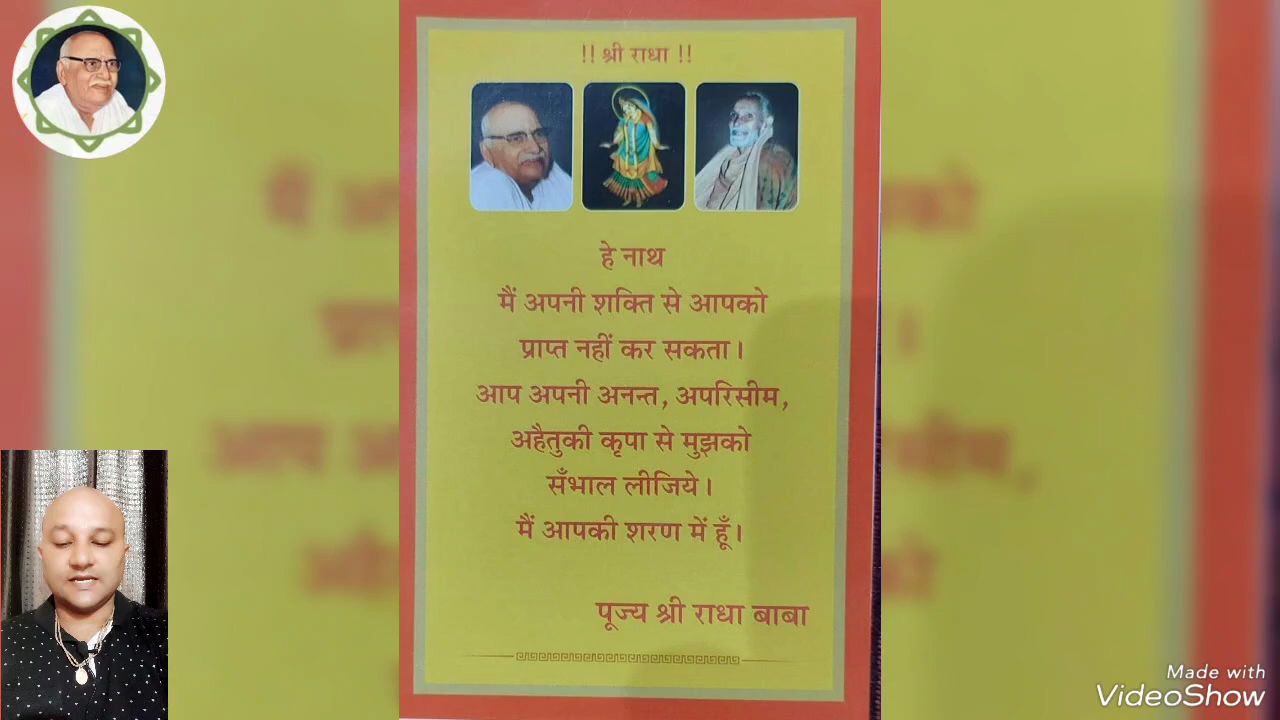 !! श्री राधा !!
हे नाथ
मैं अपनी शक्ति से आपको
प्राप्त नहीं कर सकता।
आप अपनी अनन्त, अपरिसीम,
अहैतुकी कृपा से मुझको
सँभाल लीजिये।
मैं आपकी शरण में हूँ।
पूज्य श्री राधा बाबा
Made with
VideoShow